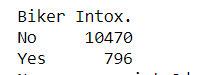 Biker Intox.
No 10470
Yes 796